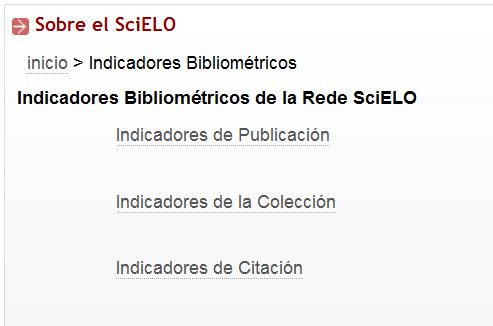 Sobre el SciELO
inicio > Indicadores Bibliométricos
Indicadores Bibliométricos de la Rede SciELO
Indicadores de Publicación
Indicadores de la Colección
Indicadores de Citación